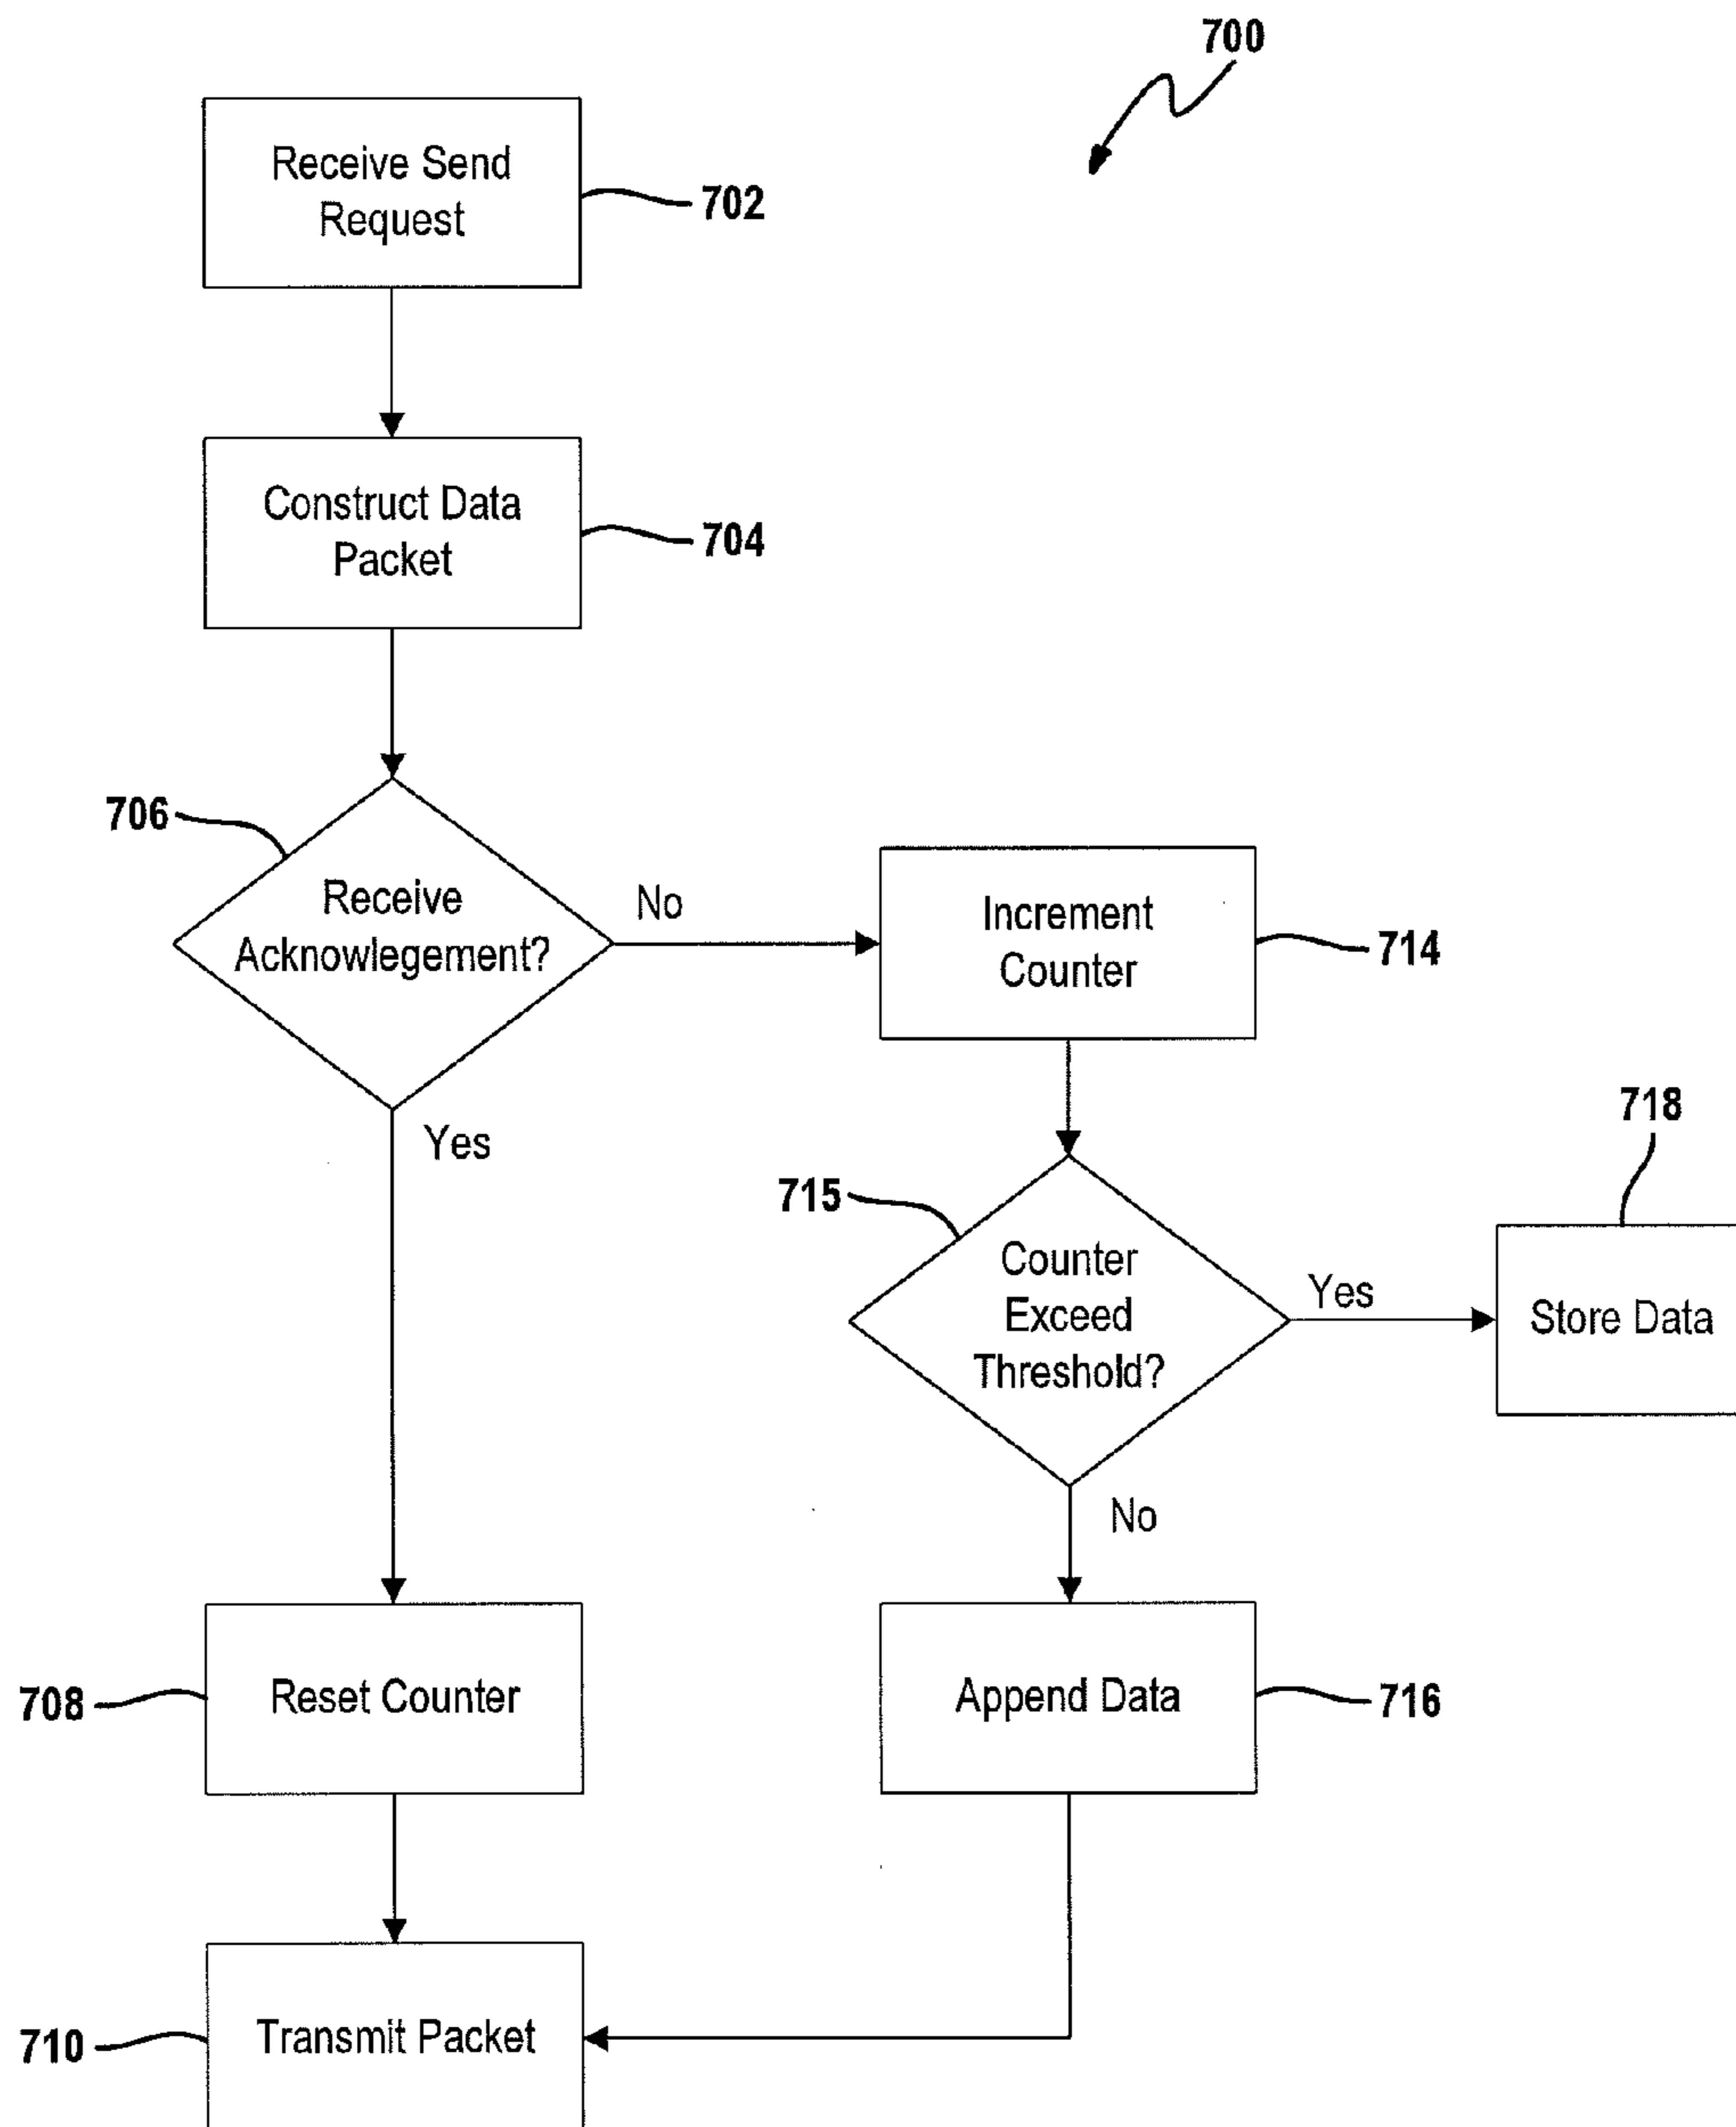 700
Receive Send
Request
702
Construct Data
Packet
704
706
Receive
Acknowlegement?
No
Yes
Increment
Counter
714
715
Counter
Exceed
Threshold?
Yes
No
718
Store Data
708
Reset Counter
Append Data
716
710
Transmit Packet